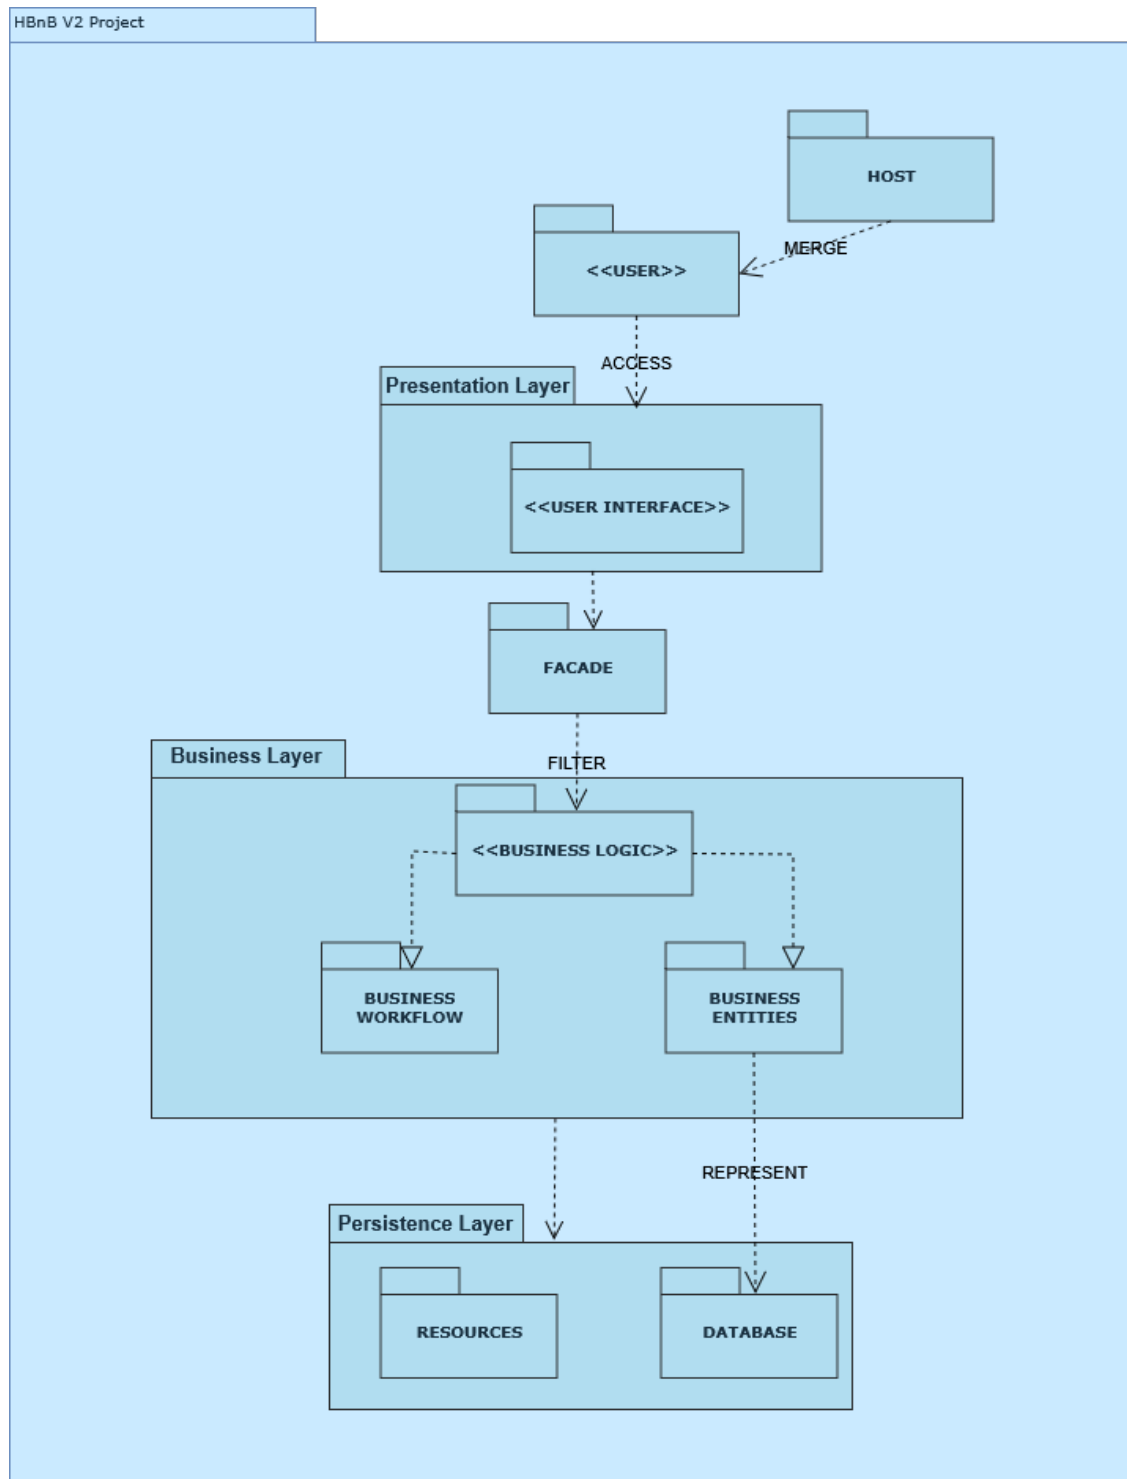 HBnB V2 Project
HOST
MERGE
<<USER>>
ACCESS
Presentation Layer
<<USER INTERFACE>>
FACADE
Business Layer
FILTER
<<BUSINESS LOGIC>>
BUSINESS
WORKFLOW
BUSINESS
ENTITIES
REPRESENT
Persistence Layer
RESOURCES
DATABASE